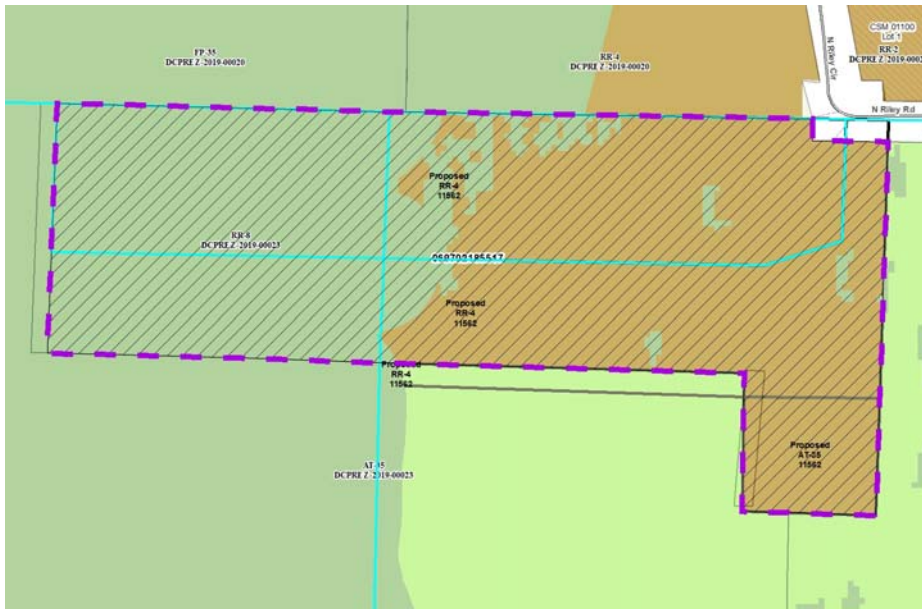 FP-35
DCPREZ-2019-00020
RR-4
DCPREZ-2019-00020
N Riley Cir
CSM 01100
Lot 1
RR-2
N Riley Rd
Proposed
RR-4
11562
RR-8
DCPREZ-2019-00023
Proposed
RR-4
11562
Proposed
RR-4
11562
AT-35
DCPREZ-2019-00023
Proposed
AT-35
11562